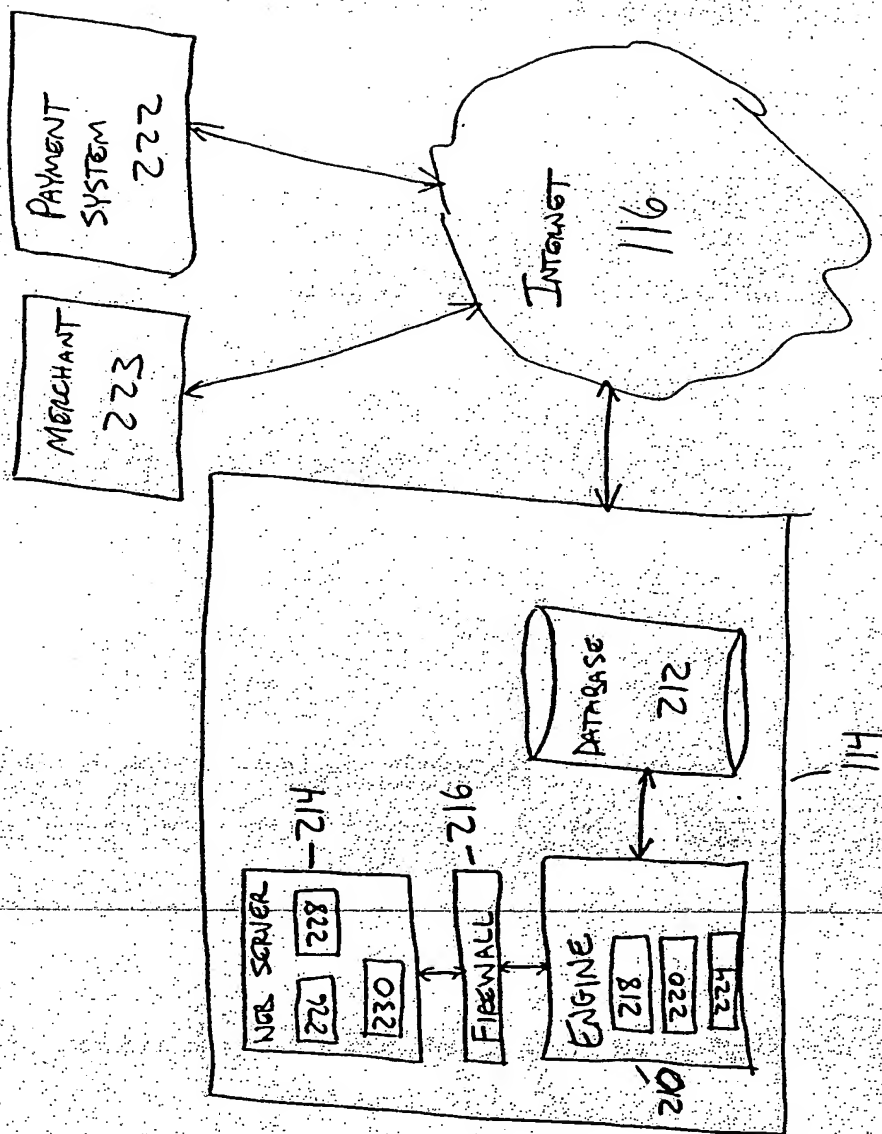 PAYMENT
SYSTEM
222
MERCHANT
223
INTERNET
116
WEB SERVER
226
228
230
214
FIREWALL
216
ENGINE
218
220
224
210
DATABASE
212
114